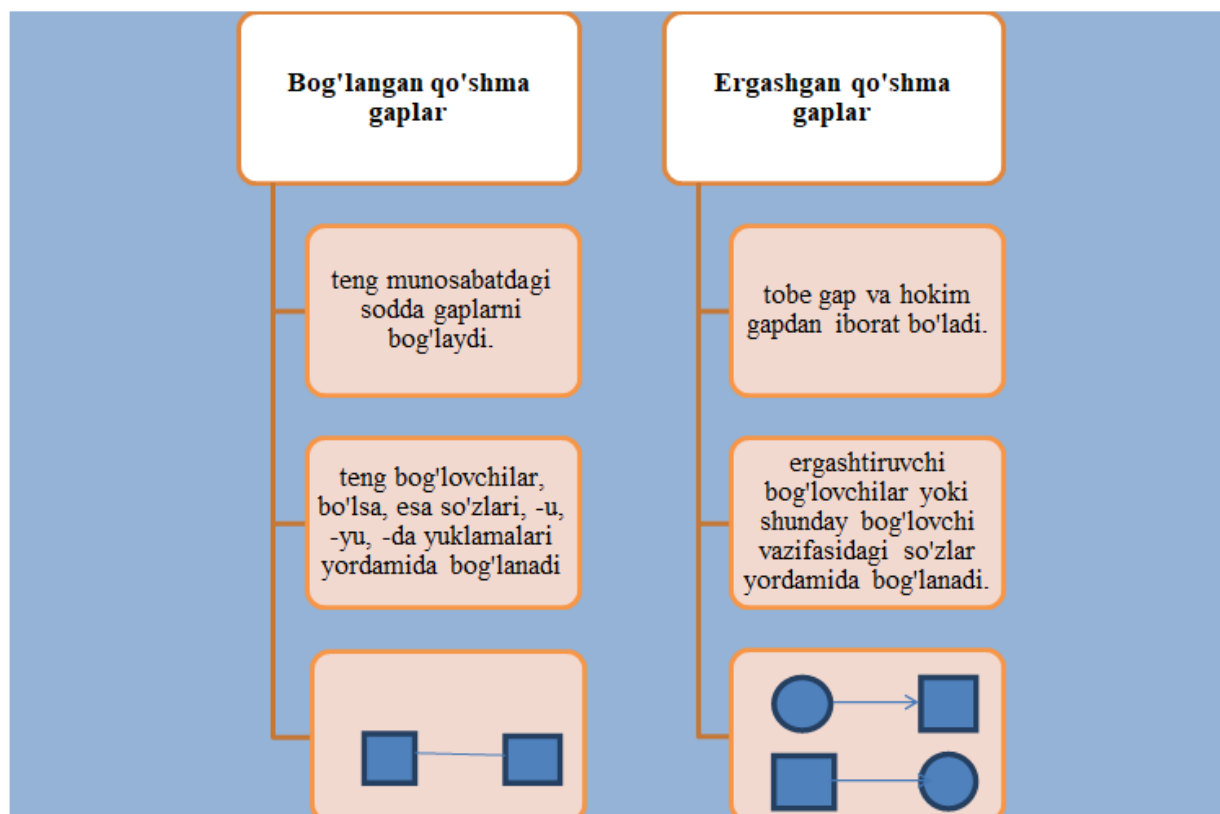 Bog'langan qo'shma
gaplar
teng munosabatdagi
sodda gaplarni
bog'laydi.
teng bog'lovchilar,
bo'lsa, esa so'zlari, -u,
-yu, -da yuklamalari
yordamida bog'lanadi
Ergashgan qo'shma
gaplar
tobe gap va hokim
gapdan iborat bo'ladi.
ergashtiruvchi
bog'lovchilar yoki
shunday bog'lovchi
vazifasidagi so'zlar
yordamida bog'lanadi.